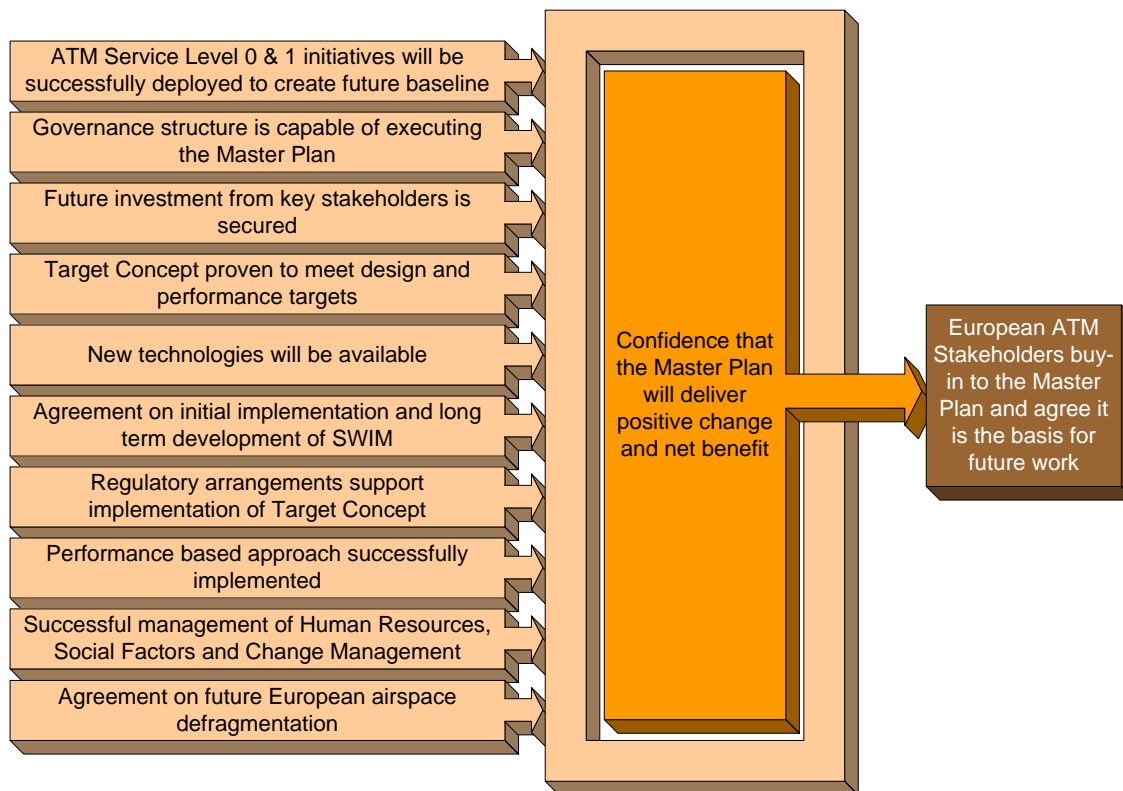 ATM Service Level 0 & 1 initiatives will be
successfully deployed to create future baseline
Governance structure is capable of executing
the Master Plan
Future investment from key stakeholders is
secured
Target Concept proven to meet design and
performance targets
New technologies will be available
Agreement on initial implementation and long
term development of SWIM
Regulatory arrangements support
implementation of Target Concept
Performance based approach successfully
implemented
Successful management of Human Resources,
Social Factors and Change Management
Agreement on future European airspace
defragmentation
Confidence that
the Master Plan
will deliver
positive change
and net benefit
European ATM
Stakeholders buy-
in to the Master
Plan and agree it
is the basis for
future work